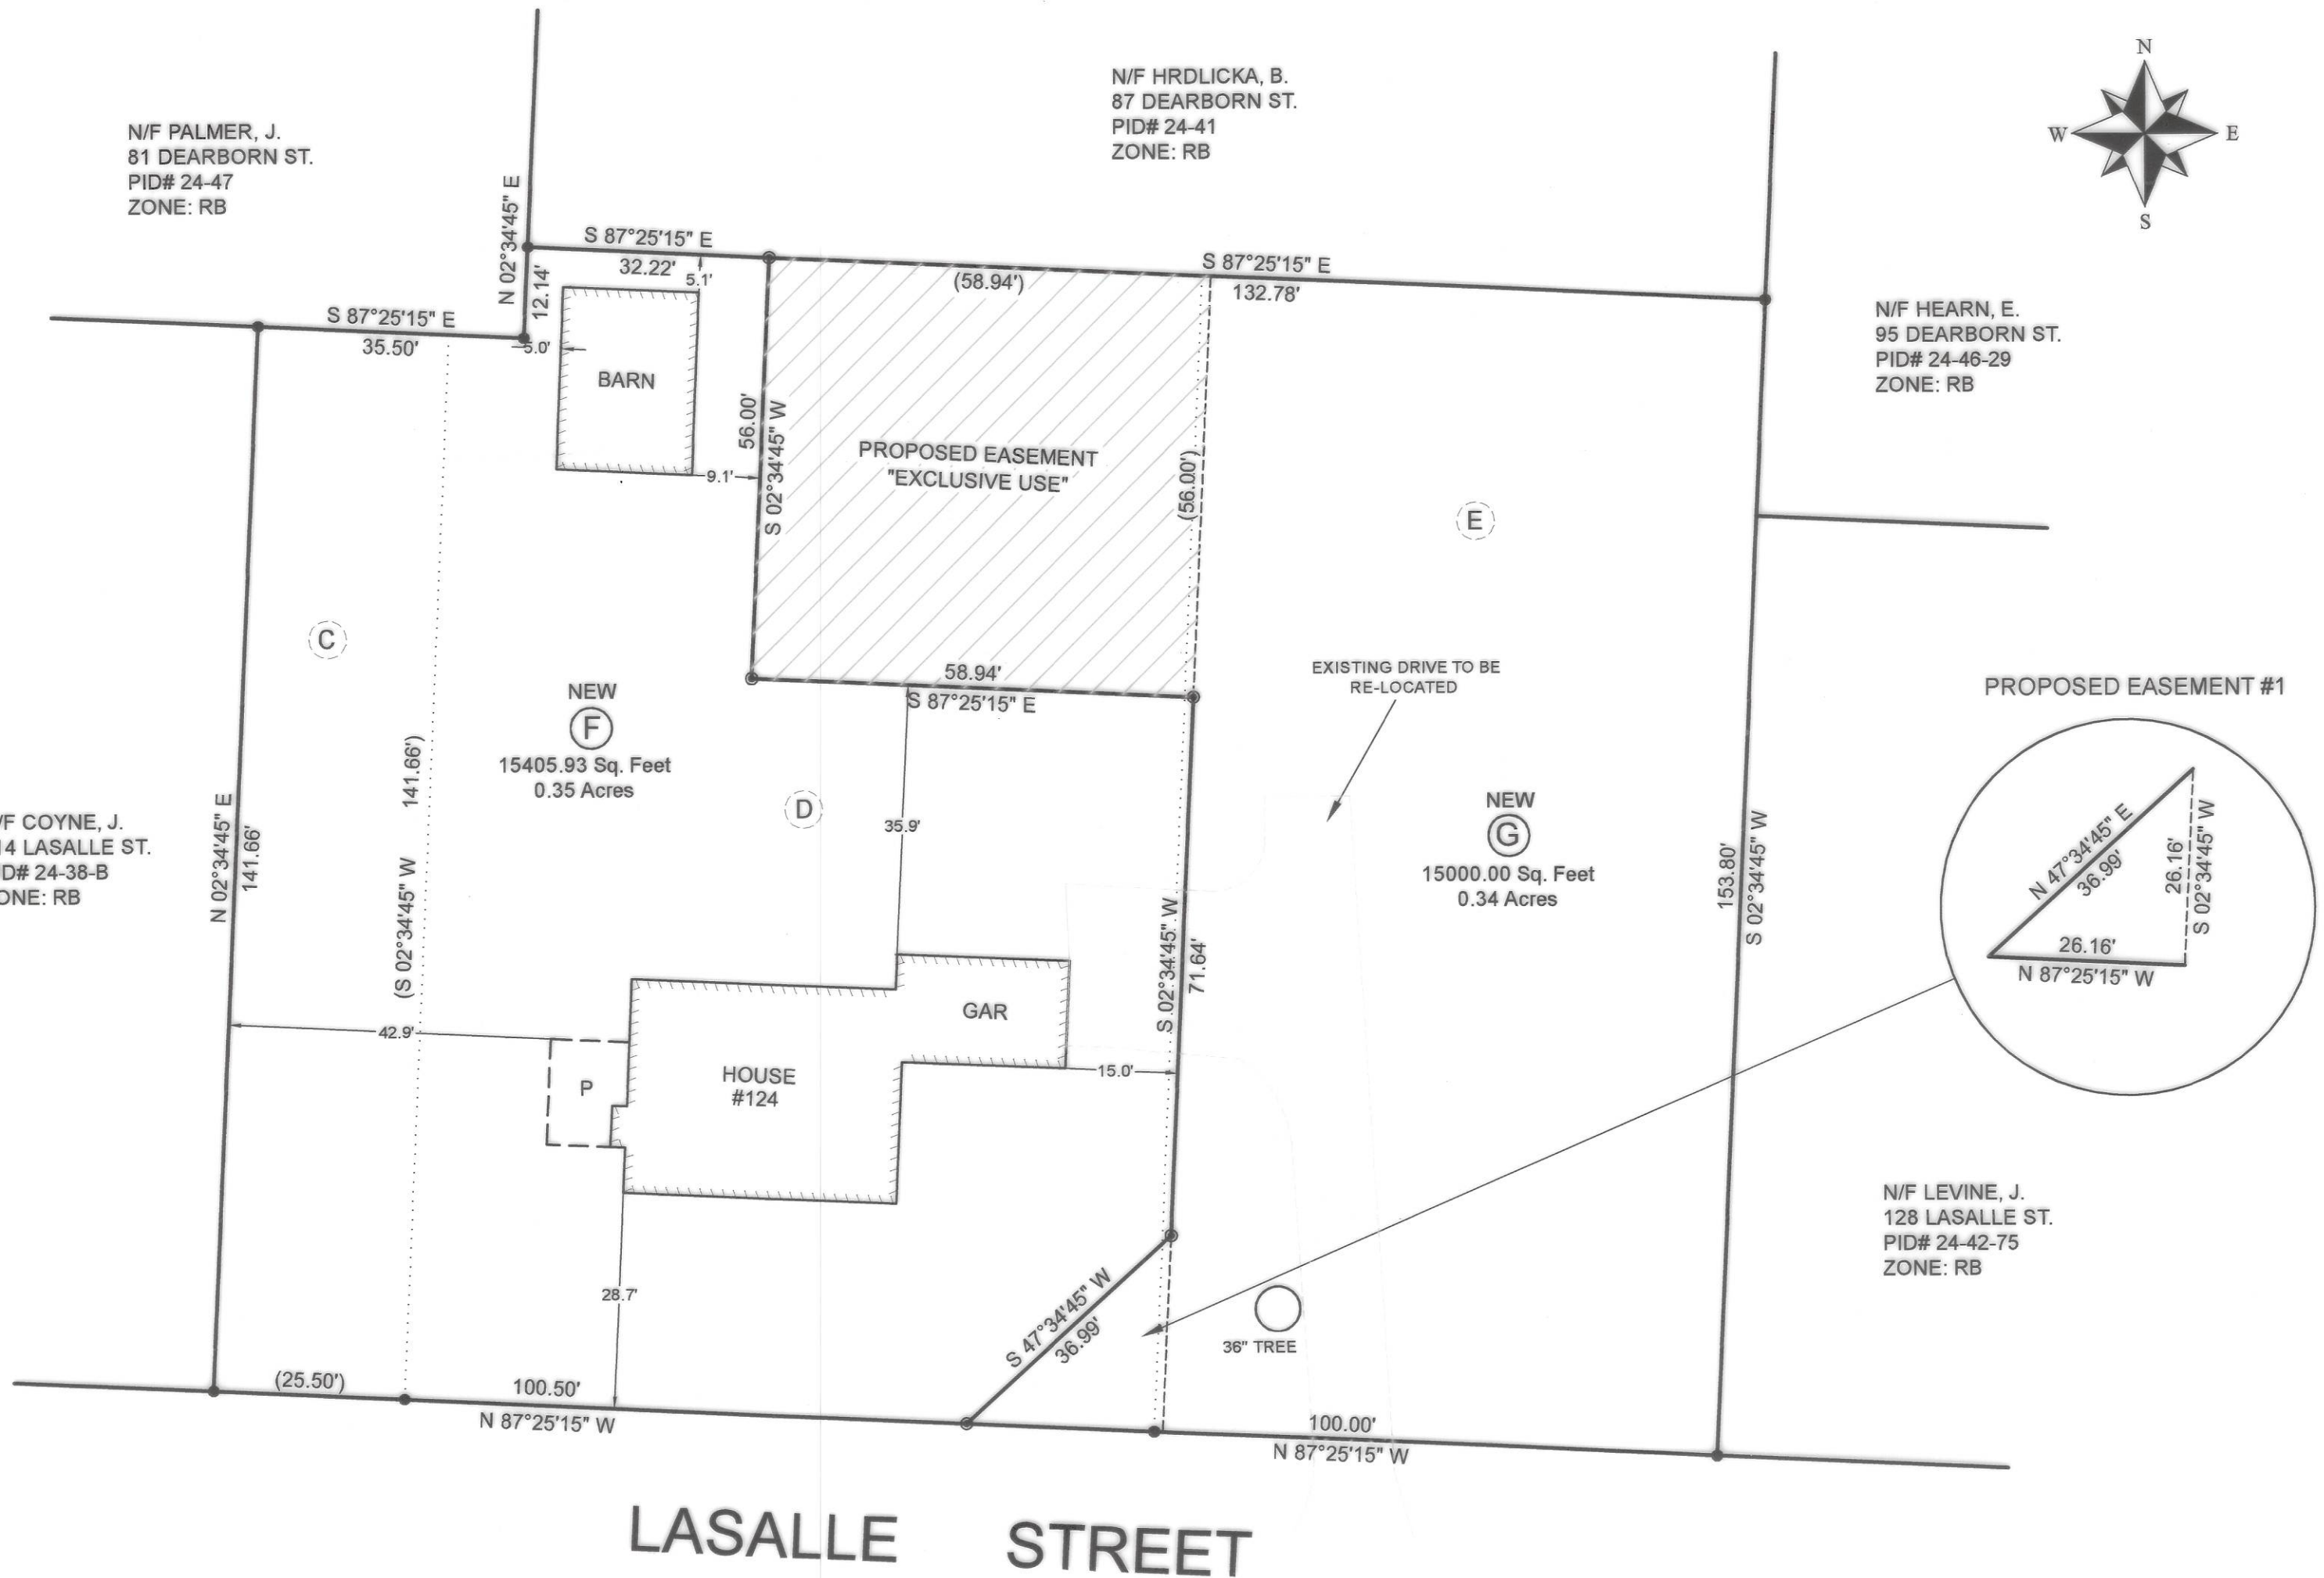 N
W
E
S
N/F PALMER, J.
81 DEARBORN ST.
PID# 24-47
ZONE: RB
N/F HRDLICKA, B.
87 DEARBORN ST.
PID# 24-41
ZONE: RB
N/F HEARN, E.
95 DEARBORN ST.
PID# 24-46-29
ZONE: RB
N 02°34'45" E
12.14'
S 87°25'15" E
32.22'
5.1'
(58.94')
S 87°25'15" E
132.78'
S 87°25'15" E
35.50'
5.0'
BARN
9.1'
56.00'
S 02°34'45" W
PROPOSED EASEMENT
"EXCLUSIVE USE"
(56.00')
E
C
58.94'
S 87°25'15" E
EXISTING DRIVE TO BE
RE-LOCATED
NEW
F
15405.93 Sq. Feet
0.35 Acres
D
35.9'
NEW
G
15000.00 Sq. Feet
0.34 Acres
/F COYNE, J.
14 LASALLE ST.
ID# 24-38-B
ONE: RB
N 02°34'45" E
141.66'
(S 02°34'45" W
141.66')
S 02°34'45" W
71.64'
153.80'
S 02°34'45" W
PROPOSED EASEMENT #1
N 47°34'45" E
36.99'
26.16'
S 02°34'45" W
26.16'
N 87°25'15" W
42.9'
P
HOUSE
#124
GAR
15.0'
28.7'
S 47°34'45" W
36.99'
36" TREE
N/F LEVINE, J.
128 LASALLE ST.
PID# 24-42-75
ZONE: RB
(25.50')
100.50'
N 87°25'15" W
100.00'
N 87°25'15" W
LASALLE STREET